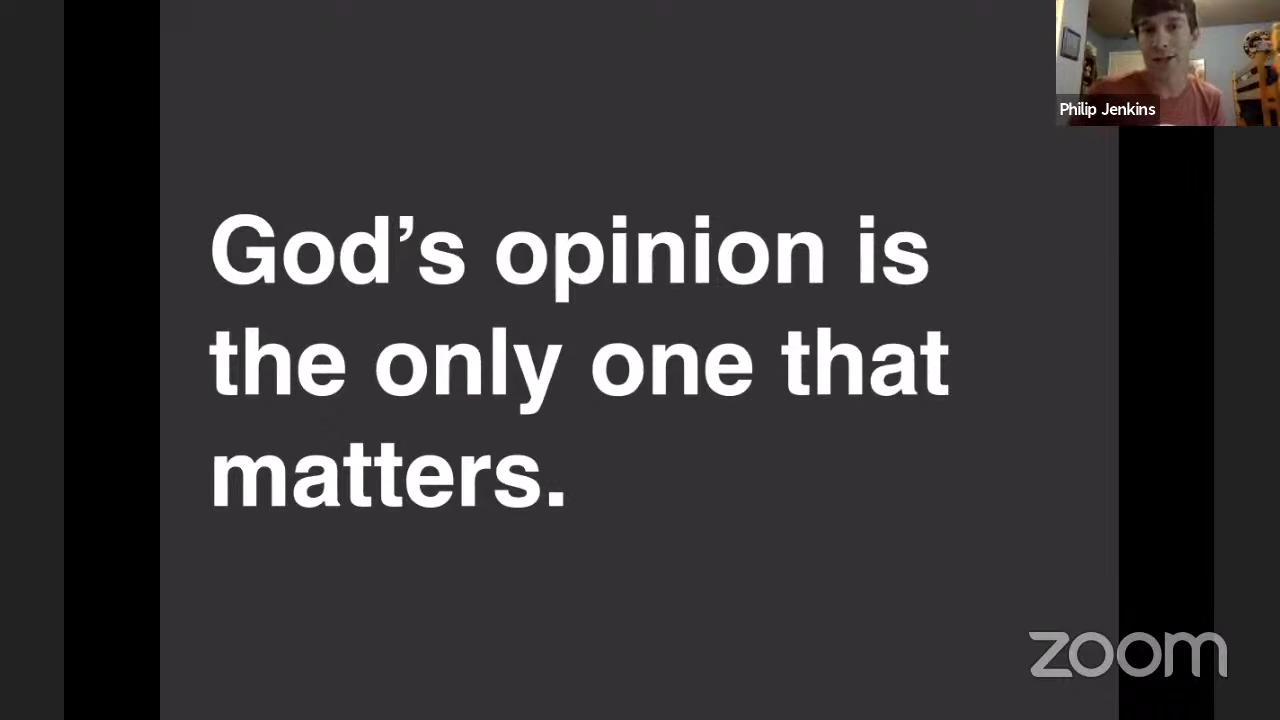 Philip Jenkins
God’s opinion is
the only one that
matters.
zoom